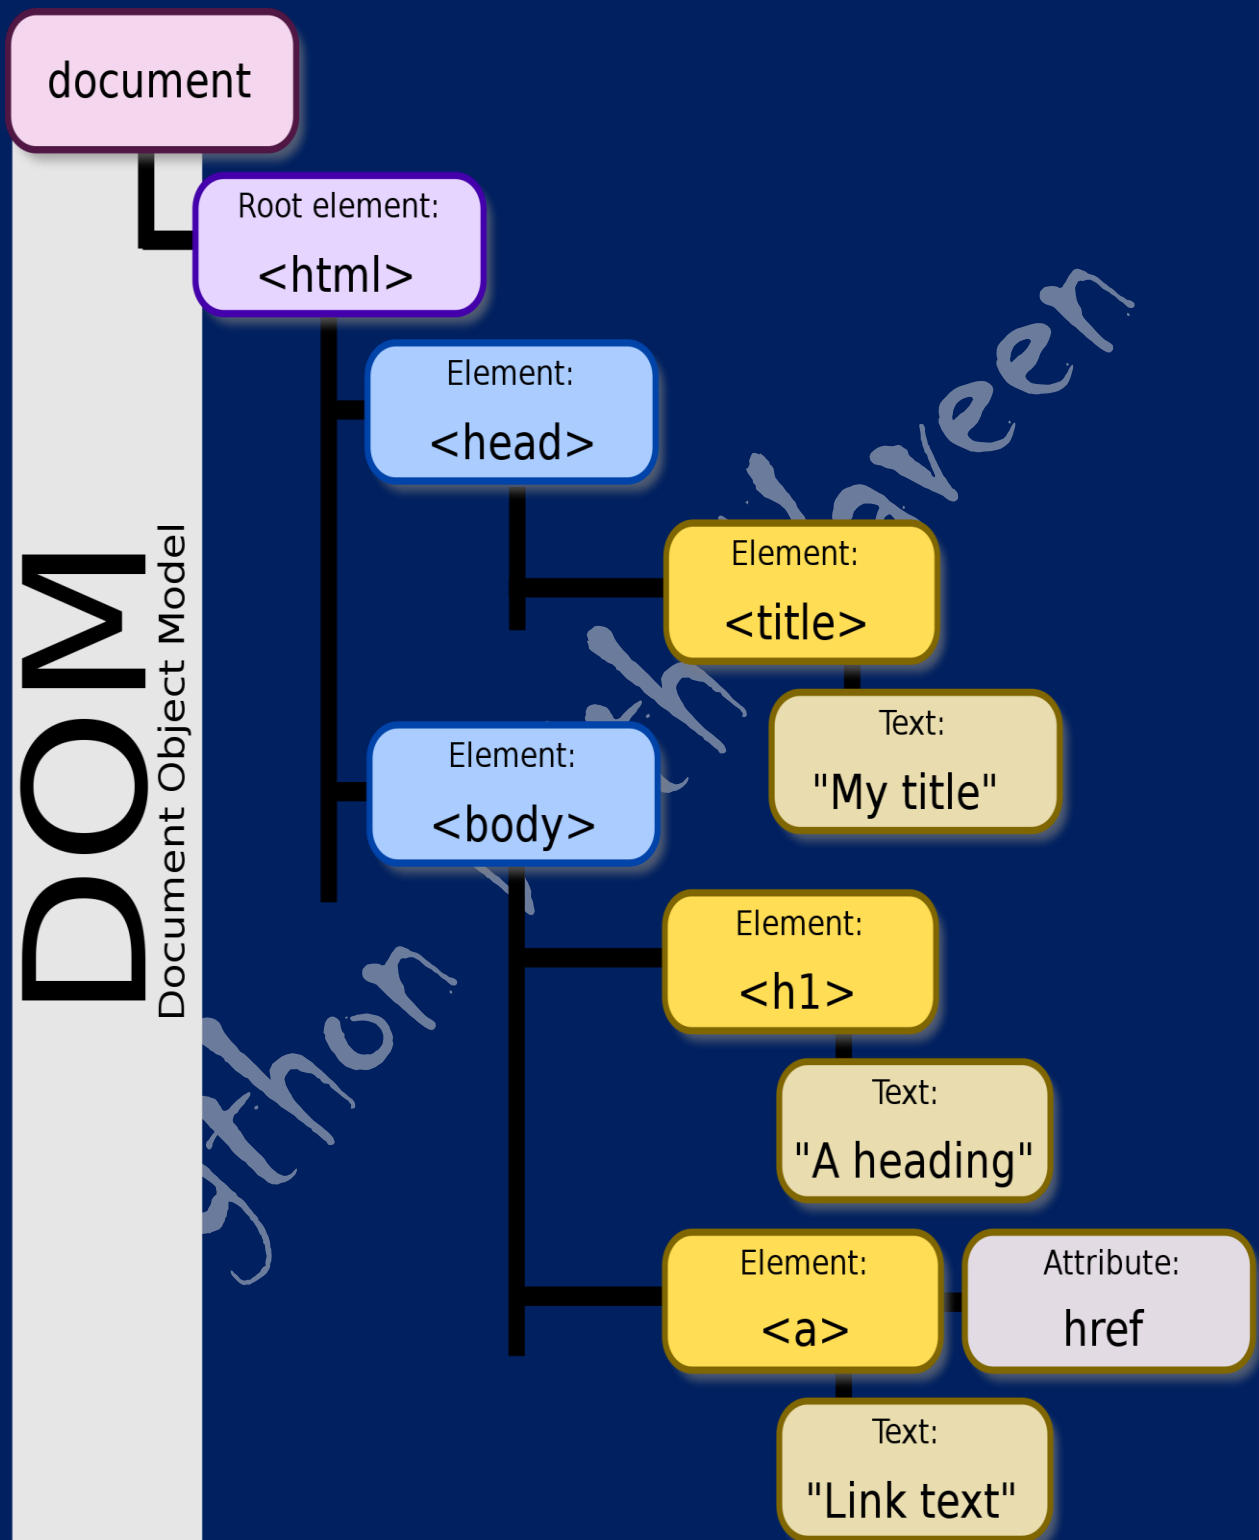 document
Root element:
<html>
Element:
<head>
Element:
<title>
Text:
"My title"
Element:
<body>
Element:
<h1>
Text:
"A heading"
Element:
<a>
Attribute:
href
Text:
"Link text"
DOM
Document Object Model